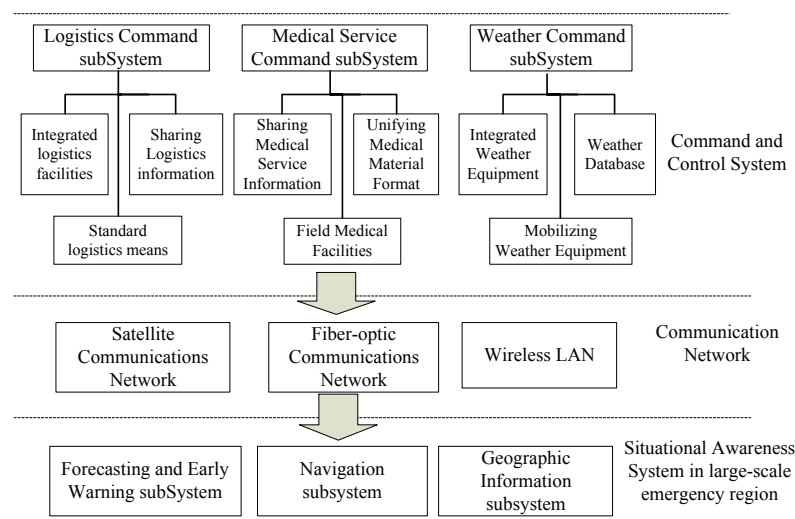 Logistics Command
subSystem
Medical Service
Command subSystem
Weather Command
subSystem
Integrated
logistics
facilities
Sharing
Logistics
information
Sharing
Medical
Service
Information
Unifying
Medical
Material
Format
Integrated
Weather
Equipment
Weather
Database
Command and
Control System
Standard
logistics means
Field Medical
Facilities
Mobilizing
Weather Equipment
Satellite
Communications
Network
Fiber-optic
Communications
Network
Wireless LAN
Communication
Network
Forecasting and Early
Warning subSystem
Navigation
subsystem
Geographic
Information
subsystem
Situational Awareness
System in large-scale
emergency region